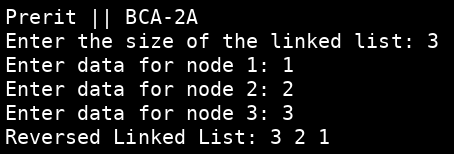 Prerit || BCA-2A
Enter the size of the linked list: 3
Enter data for node 1: 1
Enter data for node 2: 2
Enter data for node 3: 3
Reversed Linked List: 3 2 1